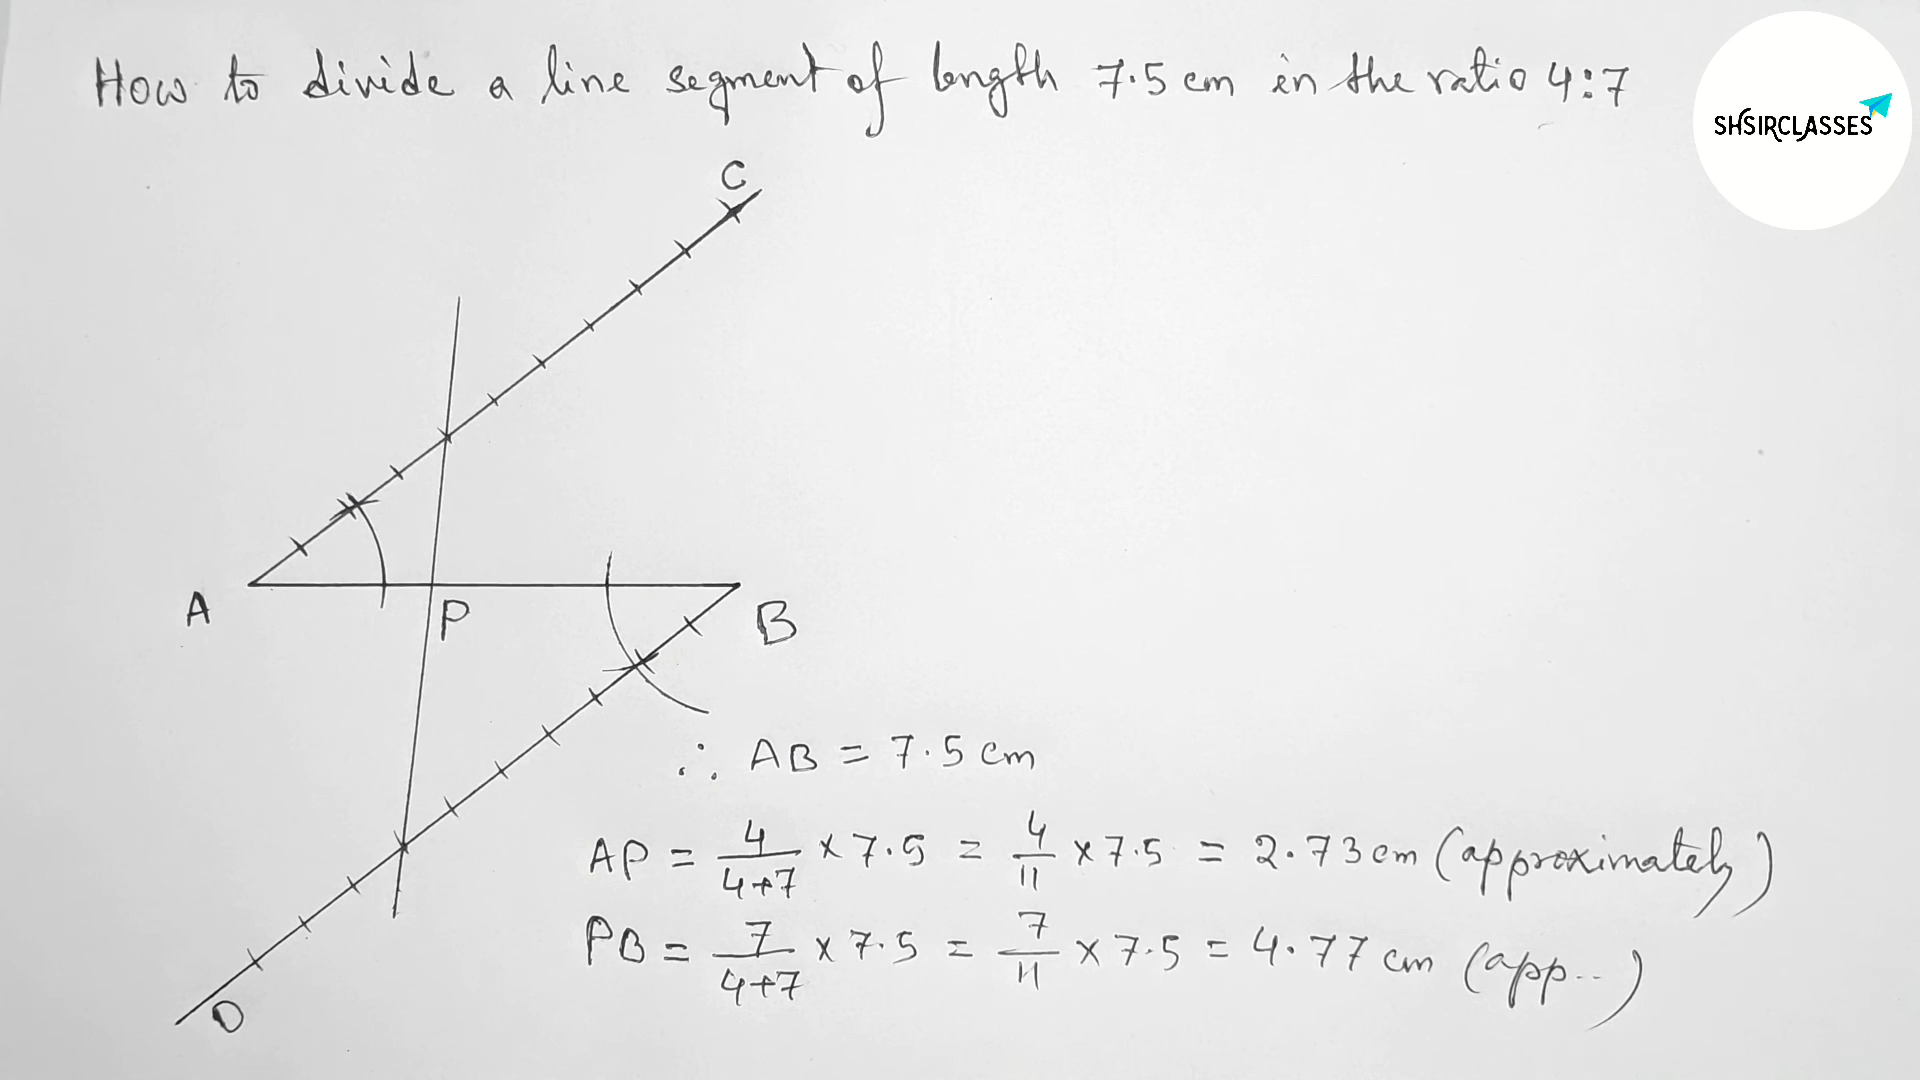 How to divide a line segment of length 7.5 cm in the ratio 4:7
SHSIRCLASSES
C
A
P
B
∴ AB = 7.5 cm
AP = 4/(4+7) × 7.5 = 4/11 × 7.5 = 2.73 cm (approximately)
PB = 7/(4+7) × 7.5 = 7/11 × 7.5 = 4.77 cm (app..)
D